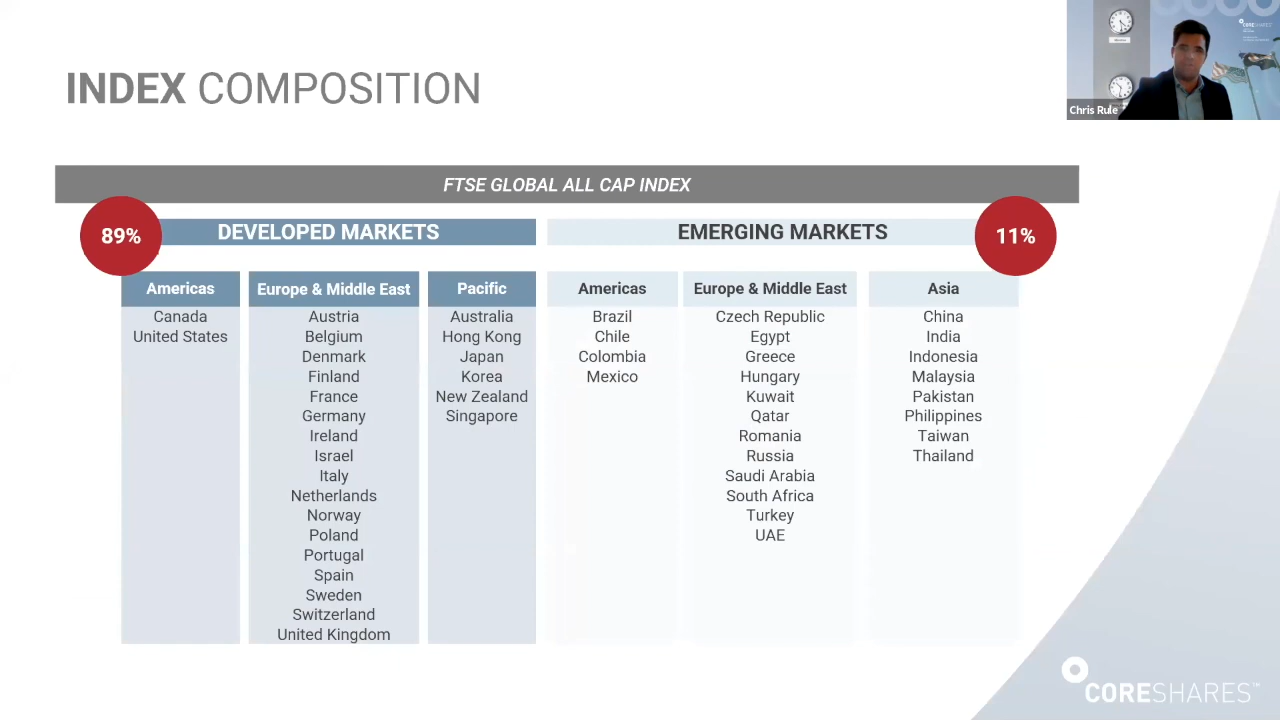 INDEX COMPOSITION
CORESHARES
Chris Rule
FTSE GLOBAL ALL CAP INDEX
89%
DEVELOPED MARKETS
EMERGING MARKETS
11%
Americas
Canada
United States
Europe & Middle East
Austria
Belgium
Denmark
Finland
France
Germany
Ireland
Israel
Italy
Netherlands
Norway
Poland
Portugal
Spain
Sweden
Switzerland
United Kingdom
Pacific
Australia
Hong Kong
Japan
Korea
New Zealand
Singapore
Americas
Brazil
Chile
Colombia
Mexico
Europe & Middle East
Czech Republic
Egypt
Greece
Hungary
Kuwait
Qatar
Romania
Russia
Saudi Arabia
South Africa
Turkey
UAE
Asia
China
India
Indonesia
Malaysia
Pakistan
Philippines
Taiwan
Thailand
CORESHARES™